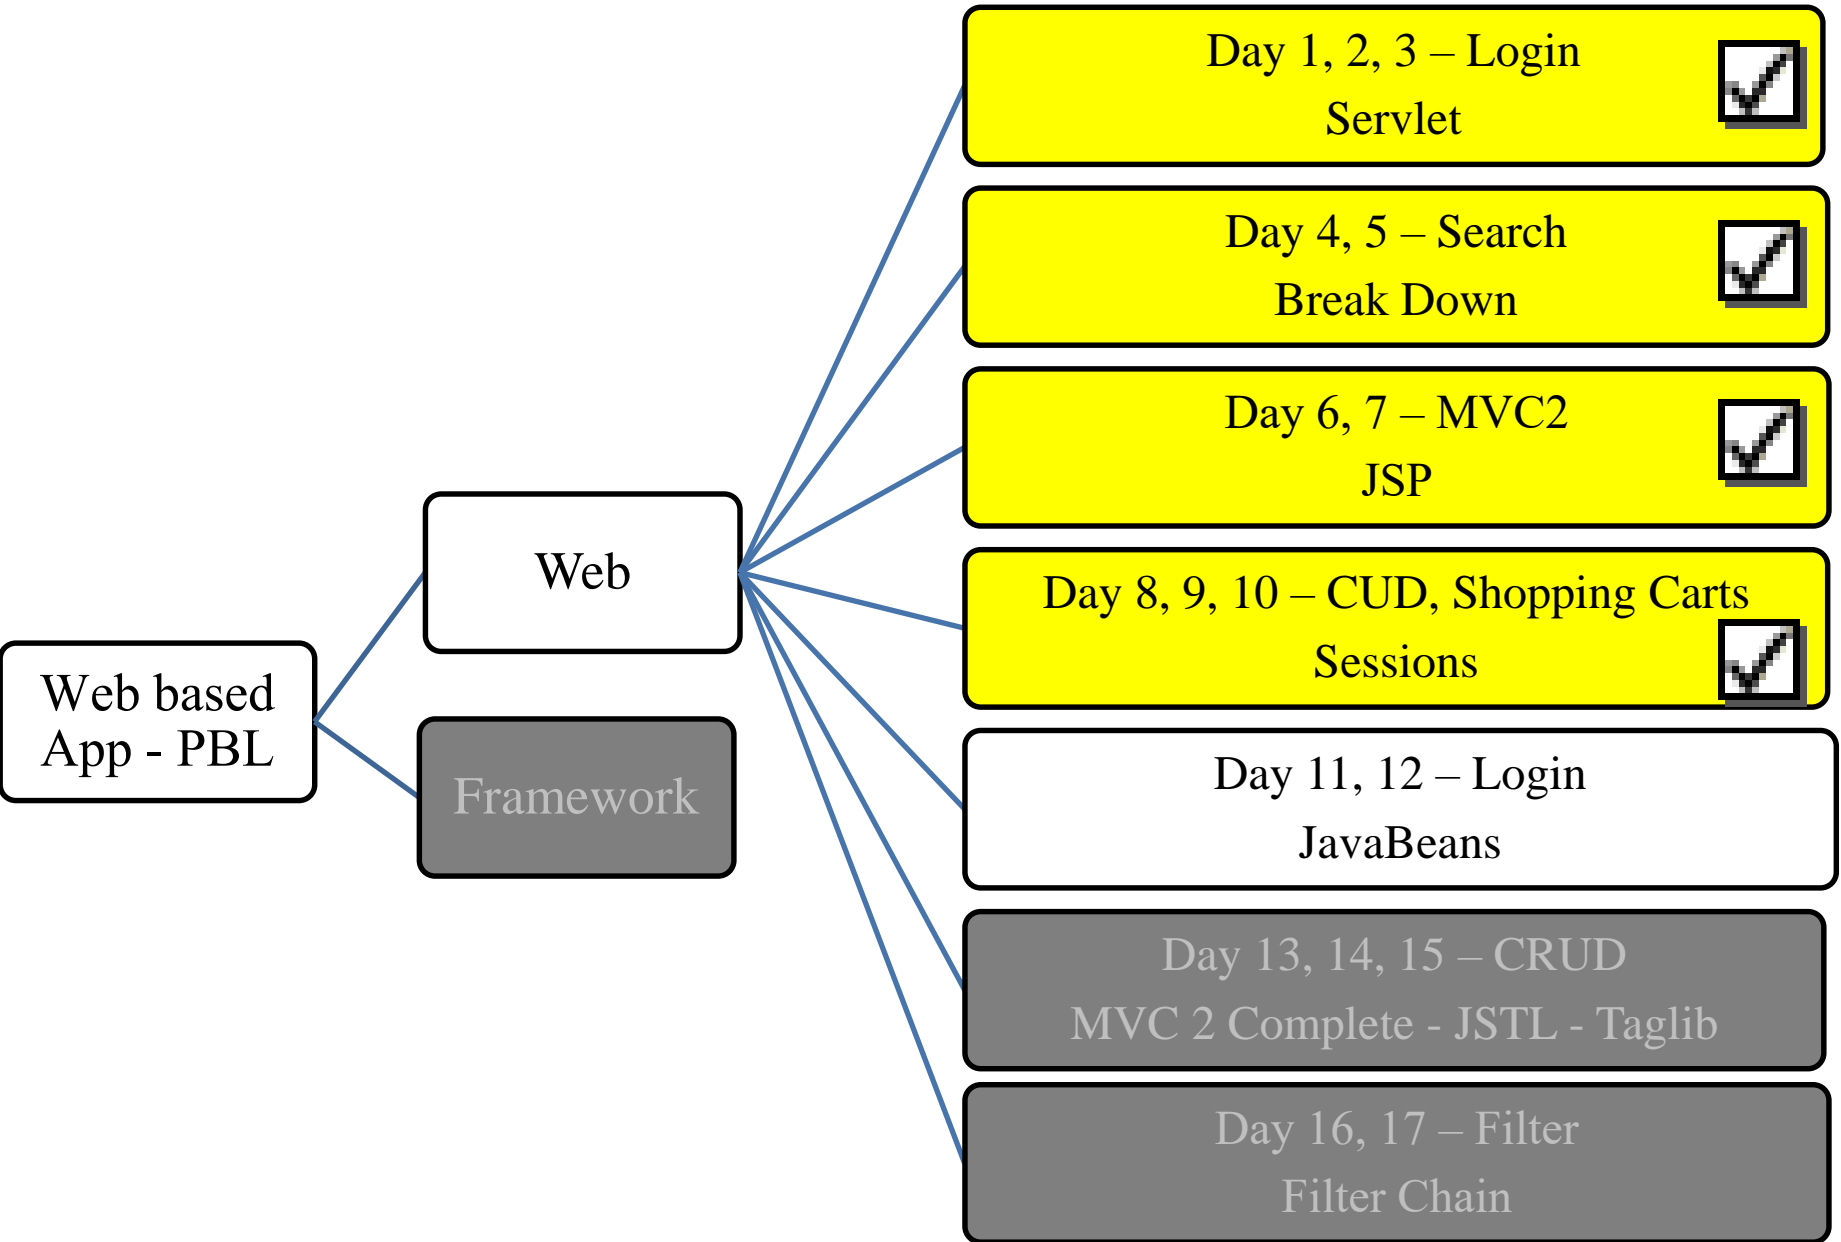 Web based
App - PBL
Web
Framework
Day 1, 2, 3 – Login
Servlet
Day 4, 5 – Search
Break Down
Day 6, 7 – MVC2
JSP
Day 8, 9, 10 – CUD, Shopping Carts
Sessions
Day 11, 12 – Login
JavaBeans
Day 13, 14, 15 – CRUD
MVC 2 Complete - JSTL - Taglib
Day 16, 17 – Filter
Filter Chain